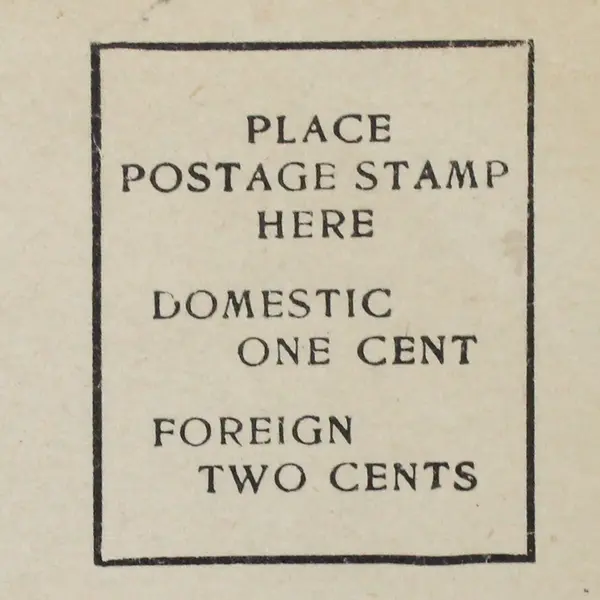 PLACE
POSTAGE STAMP
HERE
DOMESTIC
ONE CENT
FOREIGN
TWO CENTS